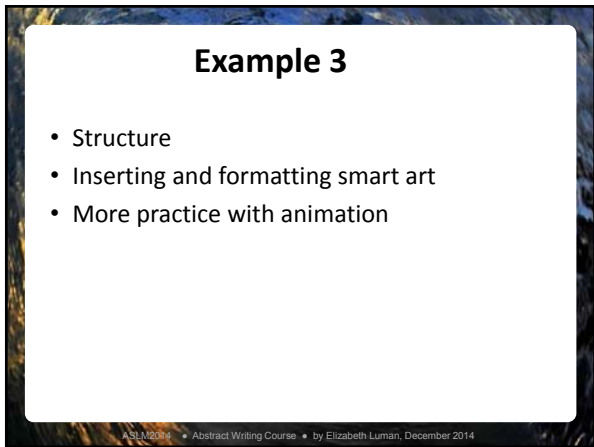 Example 3
• Structure
• Inserting and formatting smart art
• More practice with animation
ASLM2014 • Abstract Writing Course • by Elizabeth Luman, December 2014